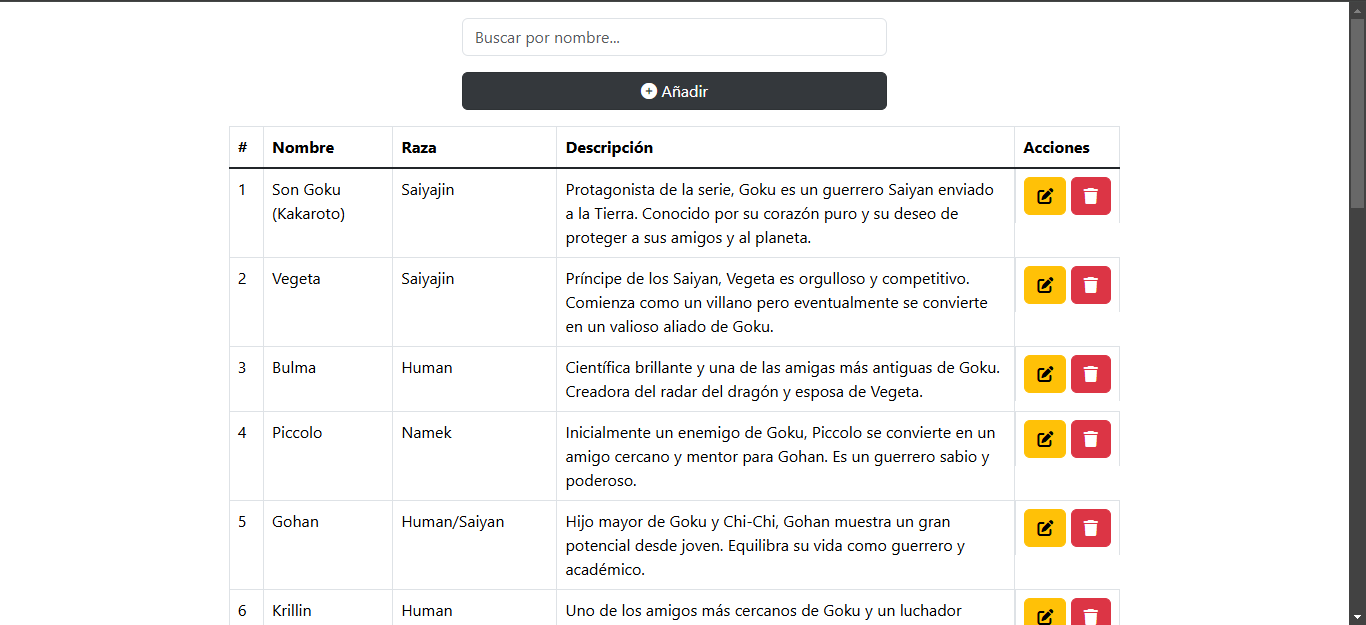 Buscar por nombre...
Añadir
# Nombre Raza Descripción Acciones
1 Son Goku Saiyajin Protagonista de la serie, Goku es un guerrero Saiyan enviado
(Kakaroto) a la Tierra. Conocido por su corazón puro y su deseo de
proteger a sus amigos y al planeta.
2 Vegeta Saiyajin Príncipe de los Saiyan, Vegeta es orgulloso y competitivo.
Comienza como un villano pero eventualmente se convierte
en un valioso aliado de Goku.
3 Bulma Human Científica brillante y una de las amigas más antiguas de Goku.
Creadora del radar del dragón y esposa de Vegeta.
4 Piccolo Namek Inicialmente un enemigo de Goku, Piccolo se convierte en un
amigo cercano y mentor para Gohan. Es un guerrero sabio y
poderoso.
5 Gohan Human/Saiyan Hijo mayor de Goku y Chi-Chi, Gohan muestra un gran
potencial desde joven. Equilibra su vida como guerrero y
académico.
6 Krillin Human Uno de los amigos más cercanos de Goku y un luchador